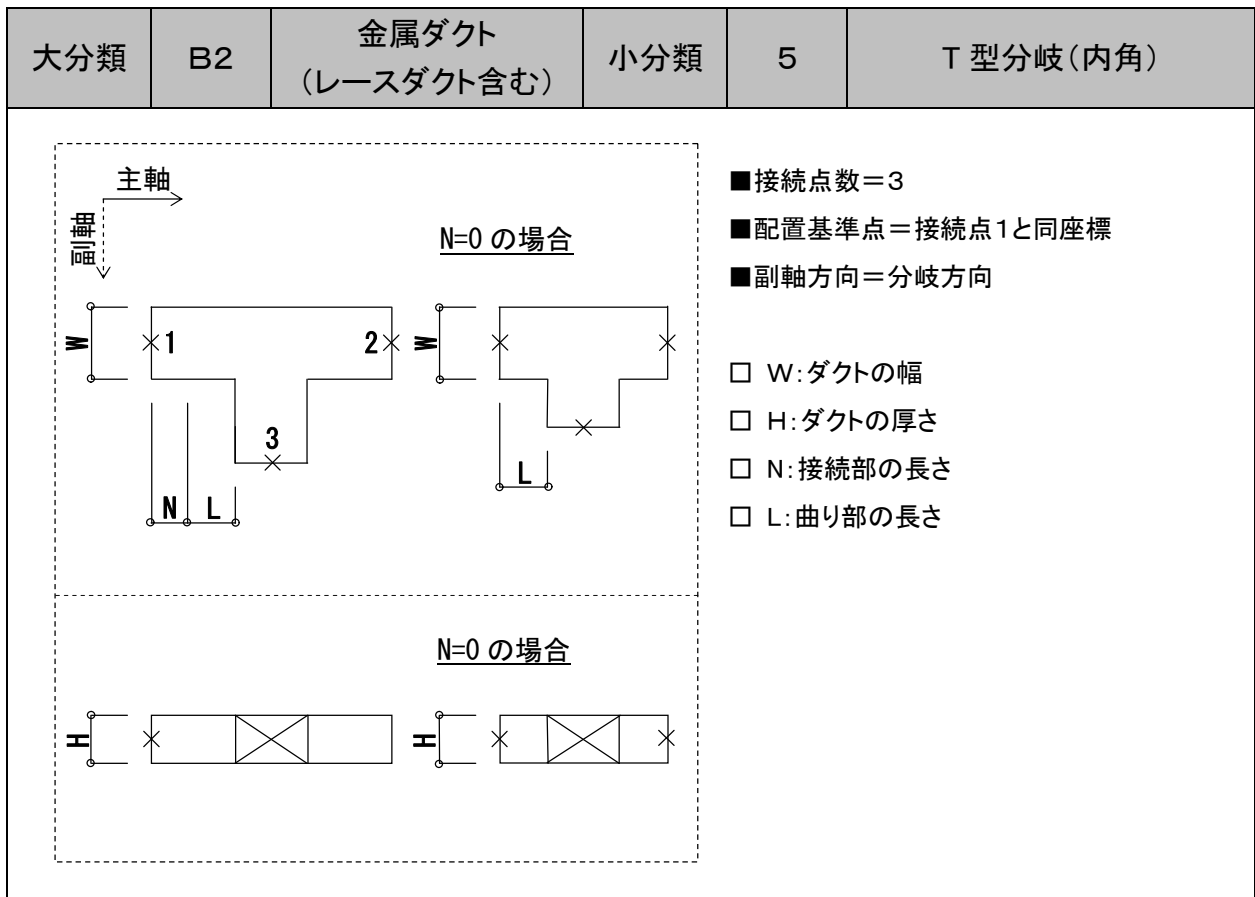 大分類
B2
金属ダクト
(レースダクト含む)
小分類
5
T型分岐(内角)
主軸
副軸
N=0の場合
W
1
2
W
3
N
L
L
■接続点数=3
■配置基準点=接続点1と同座標
■副軸方向=分岐方向
□ W:ダクトの幅
□ H:ダクトの厚さ
□ N:接続部の長さ
□ L:曲り部の長さ
N=0の場合
H
H